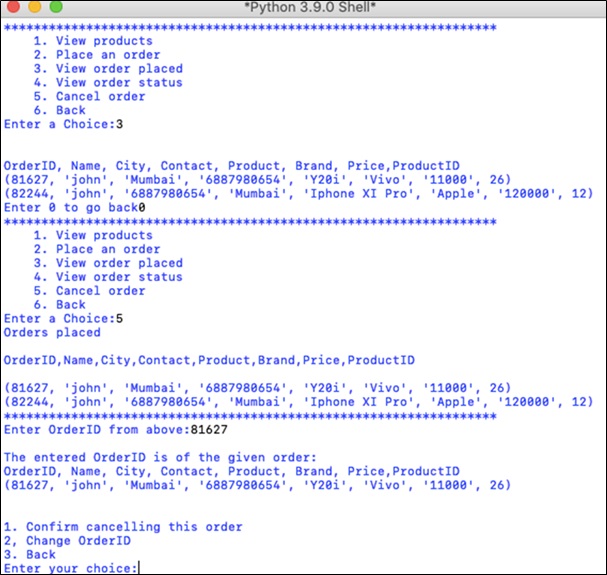 *Python 3.9.0 Shell*
******************************************************************
1. View products
2. Place an order
3. View order placed
4. View order status
5. Cancel order
6. Back
Enter a Choice:3
OrderID, Name, City, Contact, Product, Brand, Price,ProductID
(81627, 'john', 'Mumbai', '6887980654', 'Y20i', 'Vivo', '11000', 26)
(82244, 'john', '6887980654', 'Mumbai', 'Iphone XI Pro', 'Apple', '120000', 12)
Enter 0 to go back0
******************************************************************
1. View products
2. Place an order
3. View order placed
4. View order status
5. Cancel order
6. Back
Enter a Choice:5
Orders placed
OrderID,Name,City,Contact,Product,Brand,Price,ProductID
(81627, 'john', 'Mumbai', '6887980654', 'Y20i', 'Vivo', '11000', 26)
(82244, 'john', '6887980654', 'Mumbai', 'Iphone XI Pro', 'Apple', '120000', 12)
******************************************************************
Enter OrderID from above:81627
The entered OrderID is of the given order:
OrderID, Name, City, Contact, Product, Brand, Price,ProductID
(81627, 'john', 'Mumbai', '6887980654', 'Y20i', 'Vivo', '11000', 26)
1. Confirm cancelling this order
2, Change OrderID
3. Back
Enter your choice: